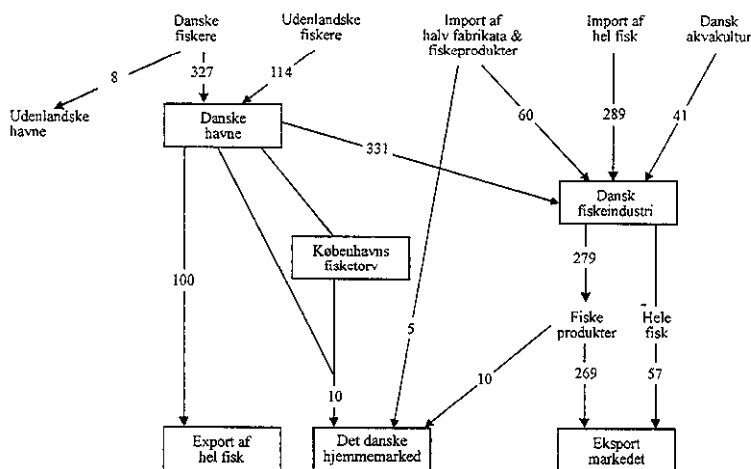 Danske
fiskere
Udenlandske
fiskere
Import af
halv fabrikata &
fiskeprodukter
Import af
hel fisk
Dansk
akvakultur
8
327
114
Udenlandske
havne
Danske
havne
60
289
41
331
Dansk
fiskeindustri
Københavns
fisketorv
279
100
5
Fiske
produkter
Hele
fisk
10
10
269
57
Export af
hel fisk
Det danske
hjemmemarked
Eksport
markedet